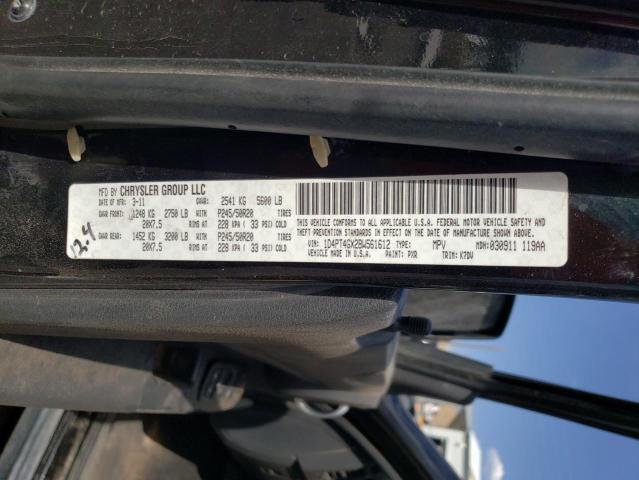 MFD BY CHRYSLER GROUP LLC
DATE OF MFR: 3-11 GVWR: 2541 KG 5600 LB
GAWR FRONT: 1248 KG 2750 LB WITH P245/50R20 TIRES
20X7.5 RIMS AT 228 KPA ( 33 PSI) COLD
GAWR REAR: 1452 KG 3200 LB WITH P245/50R20 TIRES
20X7.5 RIMS AT 228 KPA ( 33 PSI) COLD
12.4
THIS VEHICLE CONFORMS TO ALL APPLICABLE U.S.A. FEDERAL MOTOR VEHICLE SAFETY AND
THEFT PREVENTION STANDARDS IN EFFECT ON THE DATE OF MANUFACTURE SHOWN ABOVE.
VIN: 1D4PT4GX2BW561612 TYPE: MPV MDH: 030911 119AA
MADE IN U.S.A. PAINT: PXR TRIM: K7DV